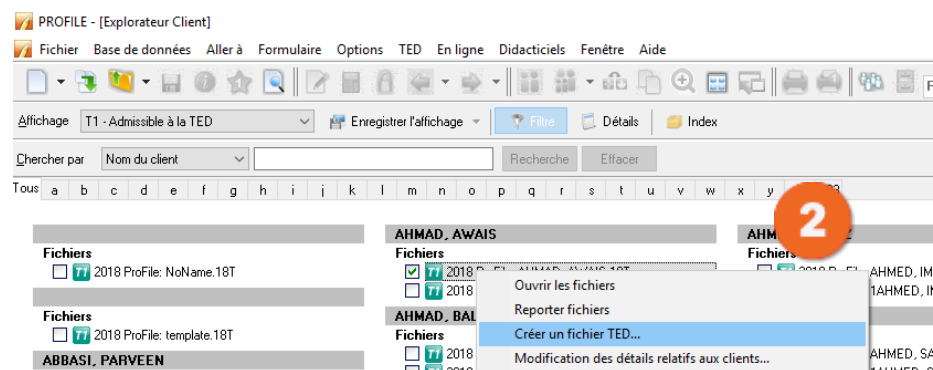 PROFILE - [Explorateur Client]
Fichier Base de données Aller à Formulaire Options TED En ligne Didacticiels Fenêtre Aide
Affichage T1 - Admissible à la TED Enregistrer l'affichage Filtre Détails Index
Chercher par Nom du client Recherche Effacer
Tous a b c d e f g h i j k l m n o p q r s t u v w x y
2
AHMAD, AWAIS
Fichiers Fichiers Fichiers
2018 ProFile: NoName.18T
2018
Ouvrir les fichiers
AHMED, IM
Reporter fichiers
AHMAD, BAL
Fichiers Fichiers
Créer un fichier TED...
2018 ProFile: template.18T
2018
Modification des détails relatifs aux clients...
ABBASI, PARVEEN